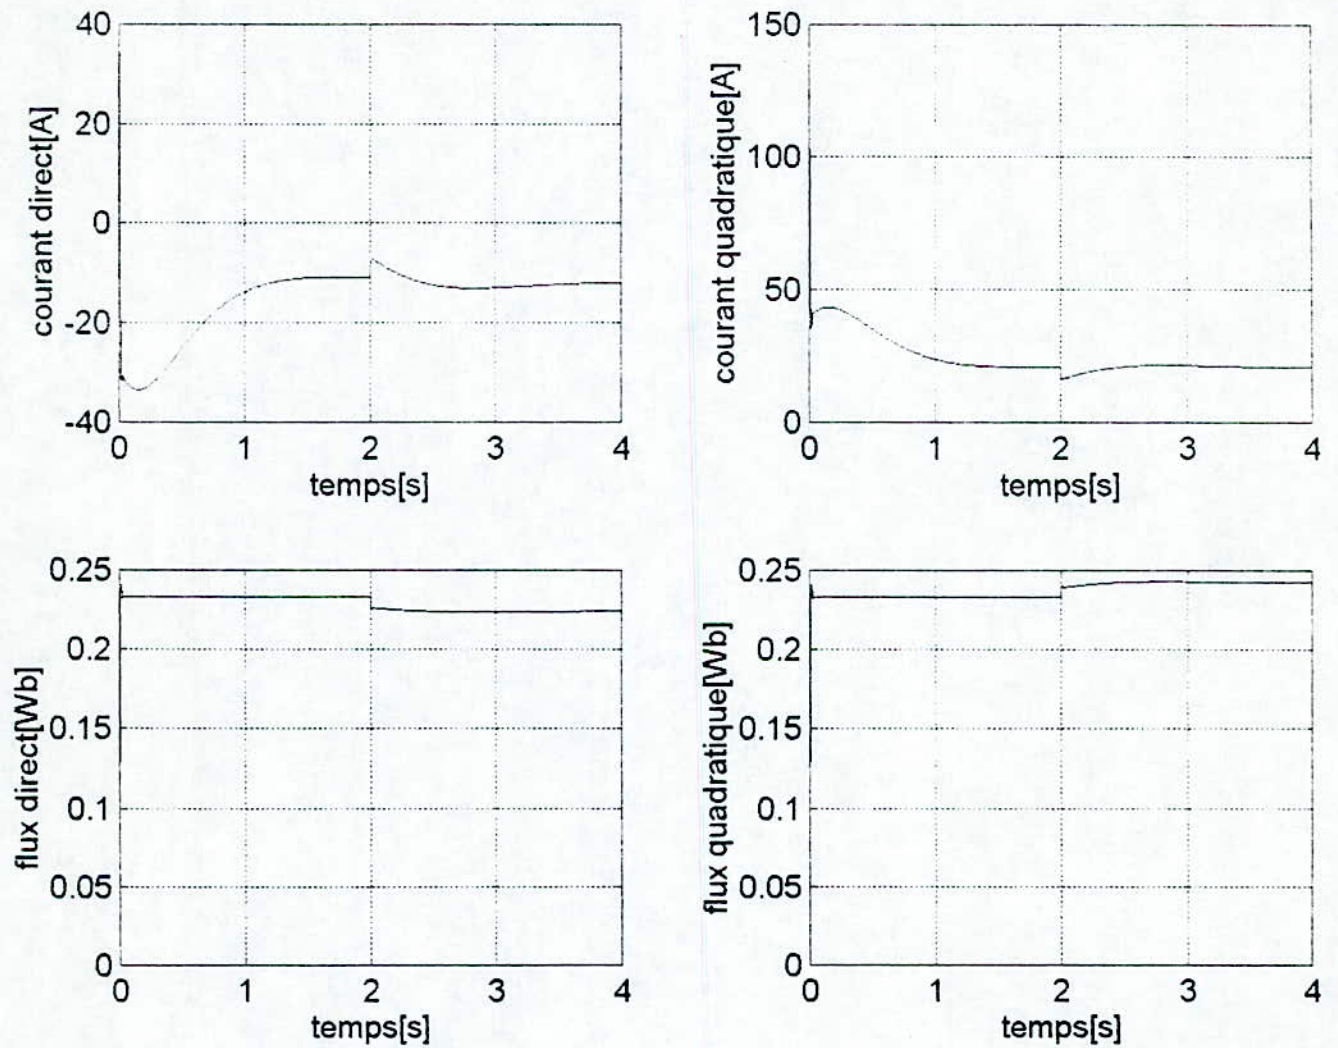 courant direct[A]
40
20
0
-20
-40
0 1 2 3 4
temps[s]
courant quadratique[A]
150
100
50
0
0 1 2 3 4
temps[s]
flux direct[Wb]
0.25
0.2
0.15
0.1
0.05
0
0 1 2 3 4
temps[s]
flux quadratique[Wb]
0.25
0.2
0.15
0.1
0.05
0
0 1 2 3 4
temps[s]